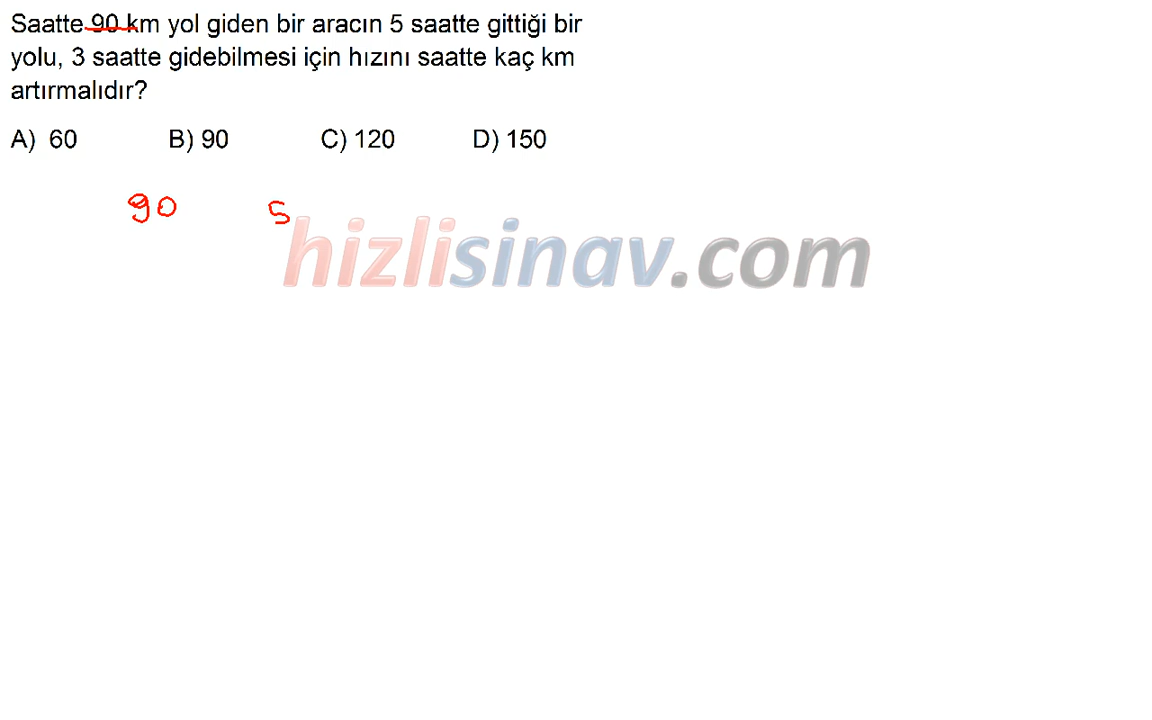 Saatte 90 km yol giden bir aracın 5 saatte gittiği bir
yolu, 3 saatte gidebilmesi için hızını saatte kaç km
artırmalıdır?
A) 60 B) 90 C) 120 D) 150
90 5
hizlisinav.com